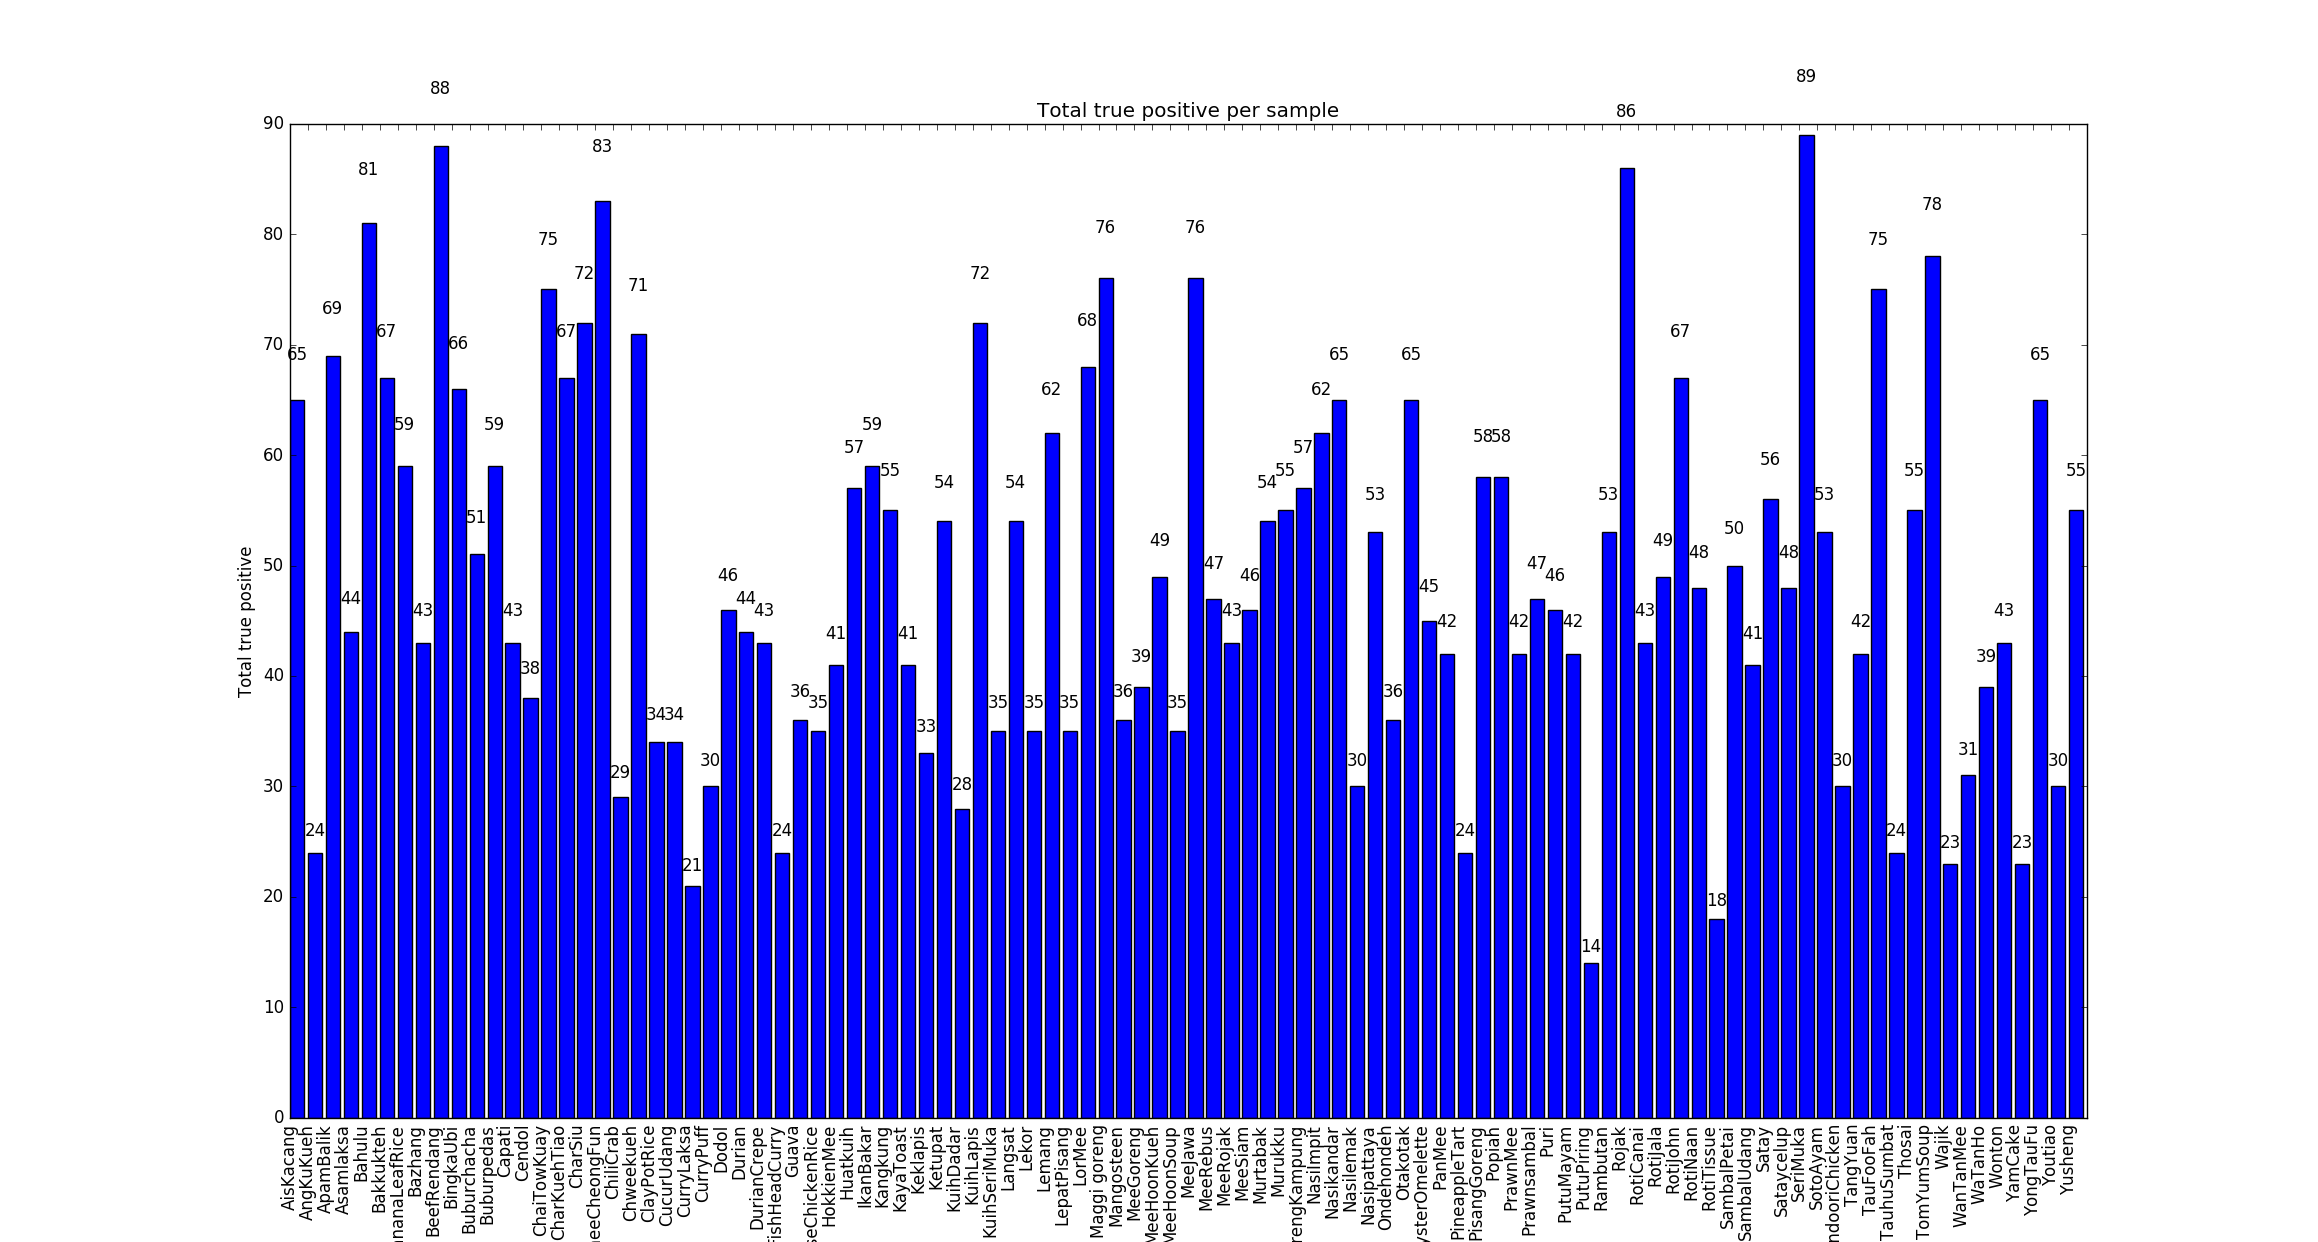 Total true positive per sample
Total true positive
90
80
70
60
50
40
30
20
10
0
65
24
69
44
81
67
59
43
88
66
51
59
43
38
75
67
72
83
29
71
34
34
21
30
46
44
43
24
36
35
41
57
59
55
41
33
54
28
72
35
54
35
62
35
68
76
36
39
49
35
76
47
43
46
54
55
57
62
65
30
53
36
65
45
42
24
58
58
42
47
46
42
14
53
86
43
49
67
48
18
50
41
56
48
89
53
30
42
75
24
55
78
23
31
39
43
23
65
30
55
AisKacang
AngKuKueh
ApamBalik
Asamlaksa
Bahulu
Bakkukteh
nanaLeafRice
Bazhang
BeefRendang
BingkaUbi
Buburchacha
Buburpedas
Capati
Cendol
ChaiTowKuay
CharKuehTiao
CharSiu
eeCheongFun
ChiliCrab
Chweekueh
ClayPotRice
CucurUdang
CurryLaksa
CurryPuff
Dodol
Durian
DurianCrepe
FishHeadCurry
Guava
seChickenRice
HokkienMee
Huatkuih
IkanBakar
Kangkung
KayaToast
Keklapis
Ketupat
KuihDadar
KuihLapis
KuihSeriMuka
Langsat
Lekor
Lemang
LepatPisang
LorMee
Maggi goreng
Mangosteen
MeeGoreng
MeeHoonKueh
MeeHoonSoup
MeeJawa
MeeRebus
MeeRojak
MeeSiam
Murtabak
Murukku
rengKampung
NasiImpit
Nasikandar
Nasilemak
Nasipattaya
Ondehondeh
Otakotak
ysterOmelette
PanMee
PineappleTart
PisangGoreng
Popiah
PrawnMee
Prawnsambal
Puri
PutuMayam
PutuPiring
Rambutan
Rojak
RotiCanai
RotiJala
RotiJohn
RotiNaan
RotiTissue
SambalPetai
SambalUdang
Satay
Sataycelup
SeriMuka
SotoAyam
ndooriChicken
TangYuan
TauFooFah
TauhuSumbat
Thosai
TomYumSoup
Wajik
WanTanMee
WaTanHo
Wonton
YamCake
YongTauFu
Youtiao
Yusheng